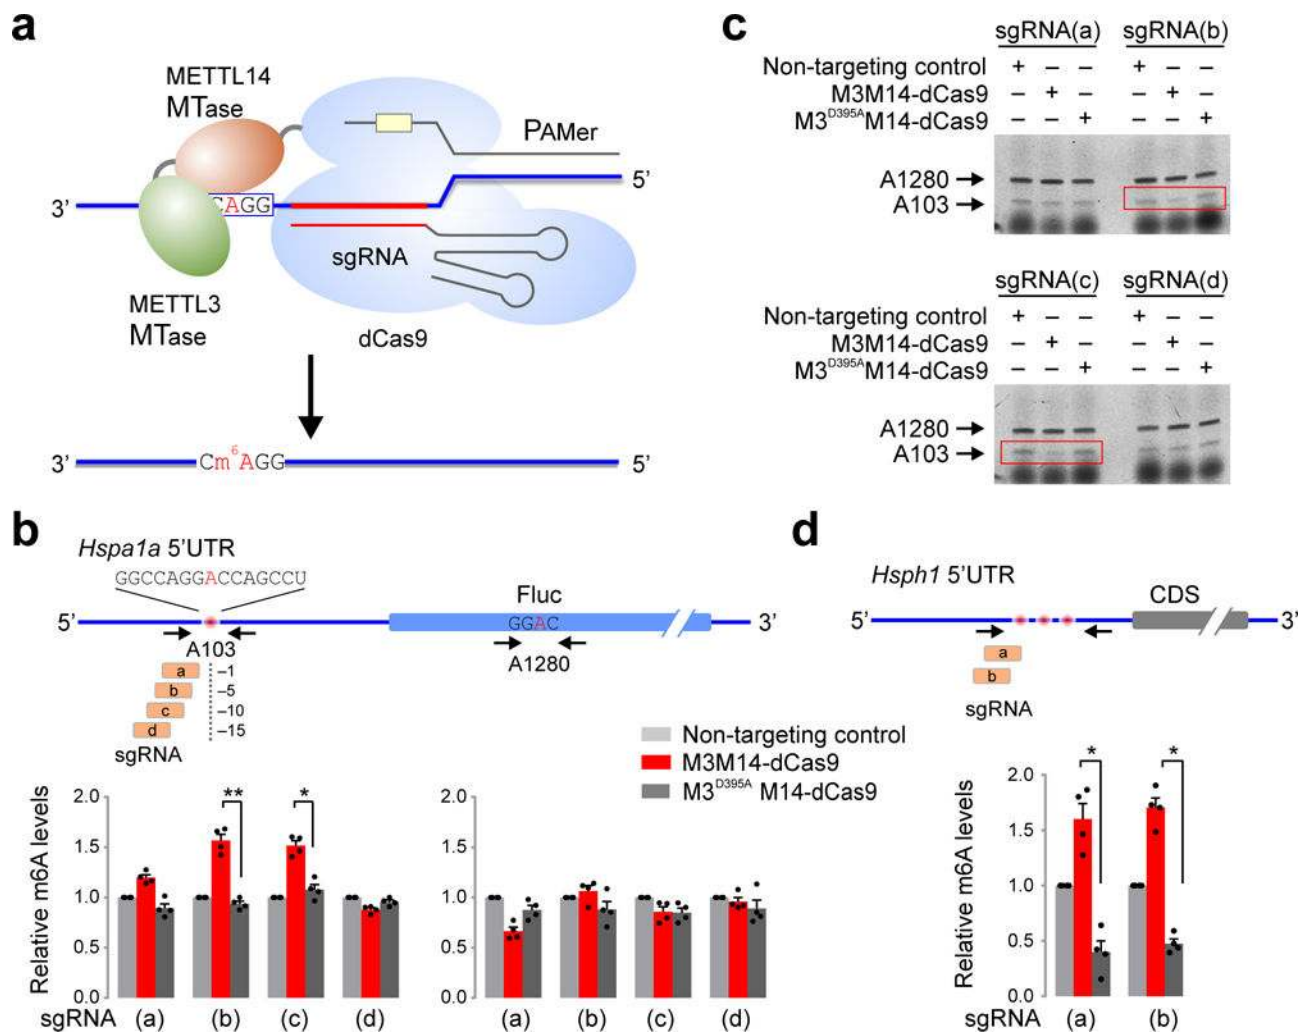 a
METTL14
MTase
PAMer
3’
CAGG
5’
sgRNA
METTL3
MTase
dCas9
3’
Cm6AGG
5’
c
sgRNA(a) sgRNA(b)
Non-targeting control + – – + – –
M3M14-dCas9 – + – – + –
M3D395AM14-dCas9 – – + – – +
A1280
A103
sgRNA(c) sgRNA(d)
Non-targeting control + – – + – –
M3M14-dCas9 – + – – + –
M3D395AM14-dCas9 – – + – – +
A1280
A103
b
Hspa1a 5’UTR
GGCCAGGACCAGCCU
5’
Fluc
GGAC
3’
A103
A1280
a –1
b –5
c –10
d –15
sgRNA
Non-targeting control
M3M14-dCas9
M3D395A M14-dCas9
Relative m6A levels
2.0
1.5
1.0
0.5
0.0
** *
sgRNA (a) (b) (c) (d)
2.0
1.5
1.0
0.5
0.0
(a) (b) (c) (d)
d
Hsph1 5’UTR
CDS
5’
3’
a
b
sgRNA
Relative m6A levels
2.0
1.5
1.0
0.5
0.0
* *
sgRNA (a) (b)